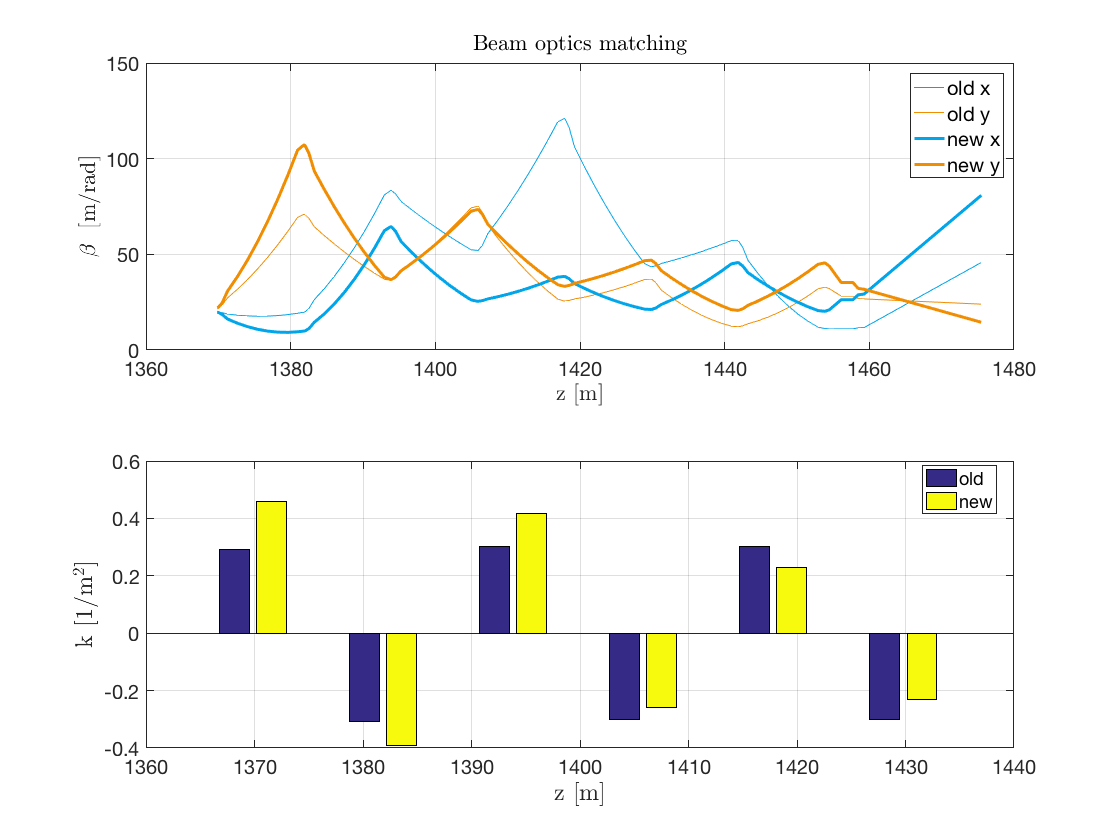 Beam optics matching
150
100
50
0
β [m/rad]
1360 1380 1400 1420 1440 1460 1480
z [m]
old x
old y
new x
new y
0.6
0.4
0.2
0
-0.2
-0.4
k [1/m²]
1360 1370 1380 1390 1400 1410 1420 1430 1440
z [m]
old
new